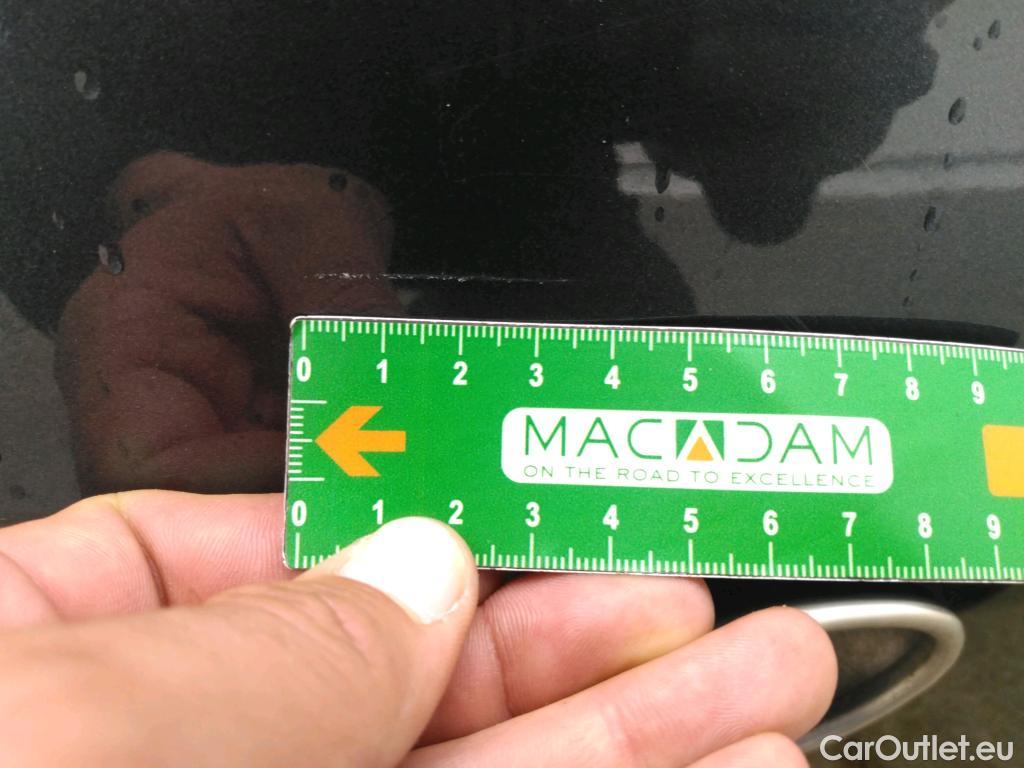 0 1 2 3 4 5 6 7 8 9
MACADAM
ON THE ROAD TO EXCELLENCE
0 1 2 3 4 5 6 7 8 9
CarOutlet.eu